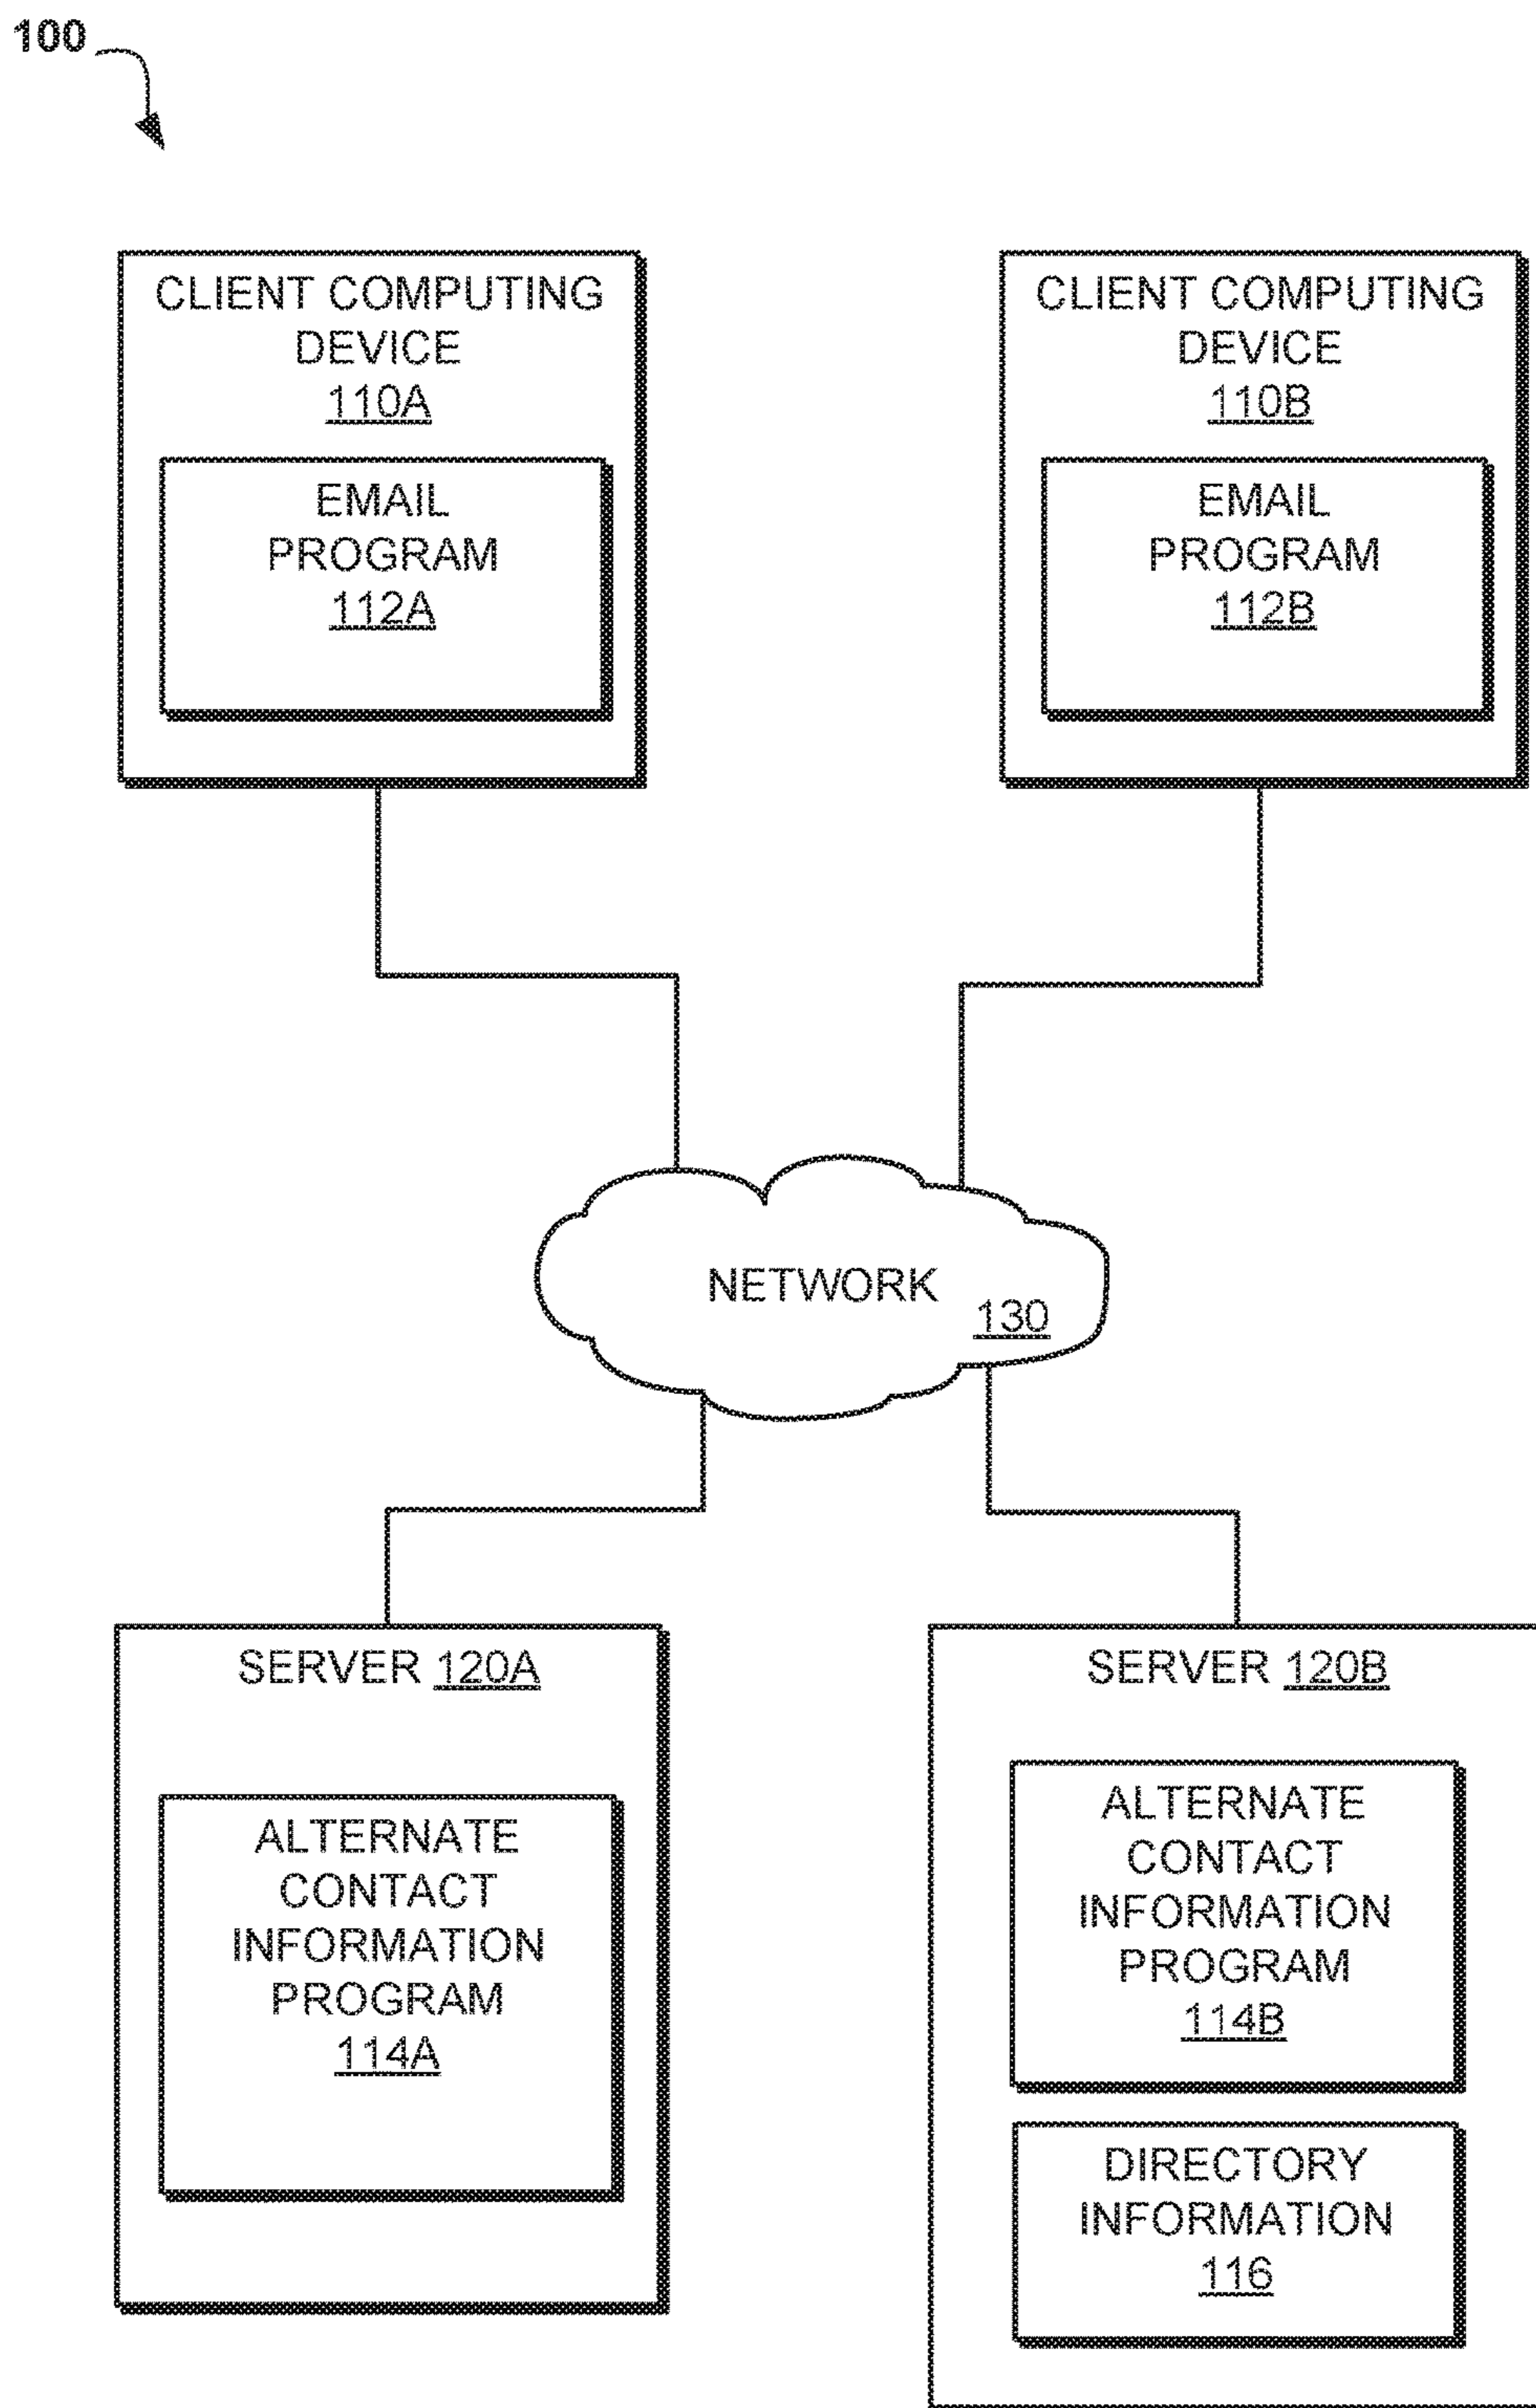 100
CLIENT COMPUTING
DEVICE
110A
EMAIL
PROGRAM
112A
CLIENT COMPUTING
DEVICE
110B
EMAIL
PROGRAM
112B
NETWORK
130
SERVER 120A
ALTERNATE
CONTACT
INFORMATION
PROGRAM
114A
SERVER 120B
ALTERNATE
CONTACT
INFORMATION
PROGRAM
114B
DIRECTORY
INFORMATION
116